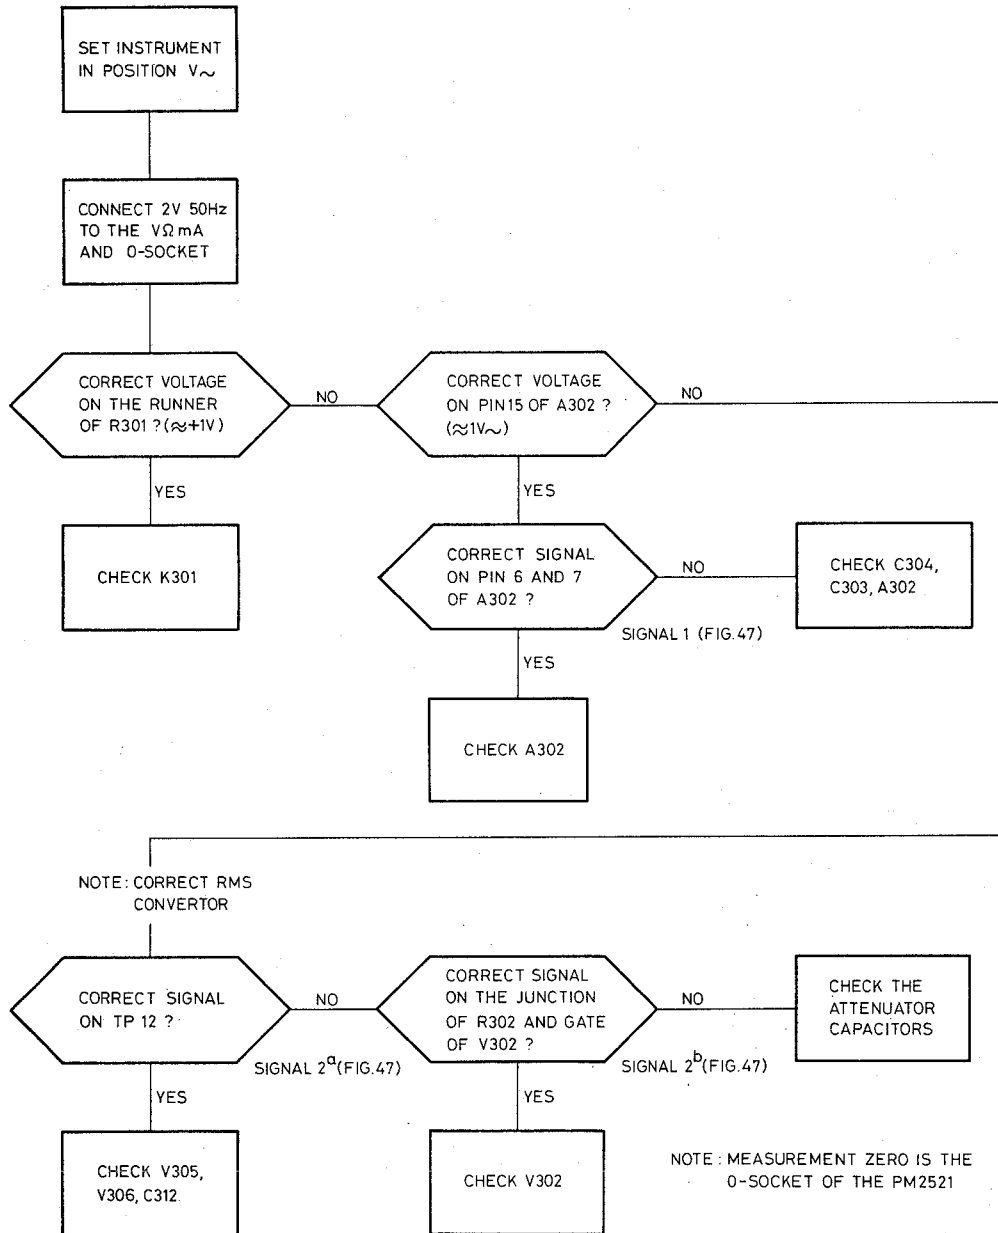 SET INSTRUMENT
IN POSITION V~
CONNECT 2V 50Hz
TO THE VΩmA
AND 0-SOCKET
CORRECT VOLTAGE
ON THE RUNNER
OF R301 ?(≈+1V)
NO
CORRECT VOLTAGE
ON PIN15 OF A302 ?
(≈1V~)
NO
YES
CHECK K301
YES
CORRECT SIGNAL
ON PIN 6 AND 7
OF A302 ?
NO
SIGNAL 1 (FIG.47)
CHECK C304,
C303, A302
YES
CHECK A302
NOTE: CORRECT RMS
CONVERTOR
CORRECT SIGNAL
ON TP 12 ?
NO
SIGNAL 2a(FIG.47)
CORRECT SIGNAL
ON THE JUNCTION
OF R302 AND GATE
OF V302 ?
NO
SIGNAL 2b(FIG.47)
CHECK THE
ATTENUATOR
CAPACITORS
YES
CHECK V305,
V306, C312
YES
CHECK V302
NOTE : MEASUREMENT ZERO IS THE
0-SOCKET OF THE PM2521